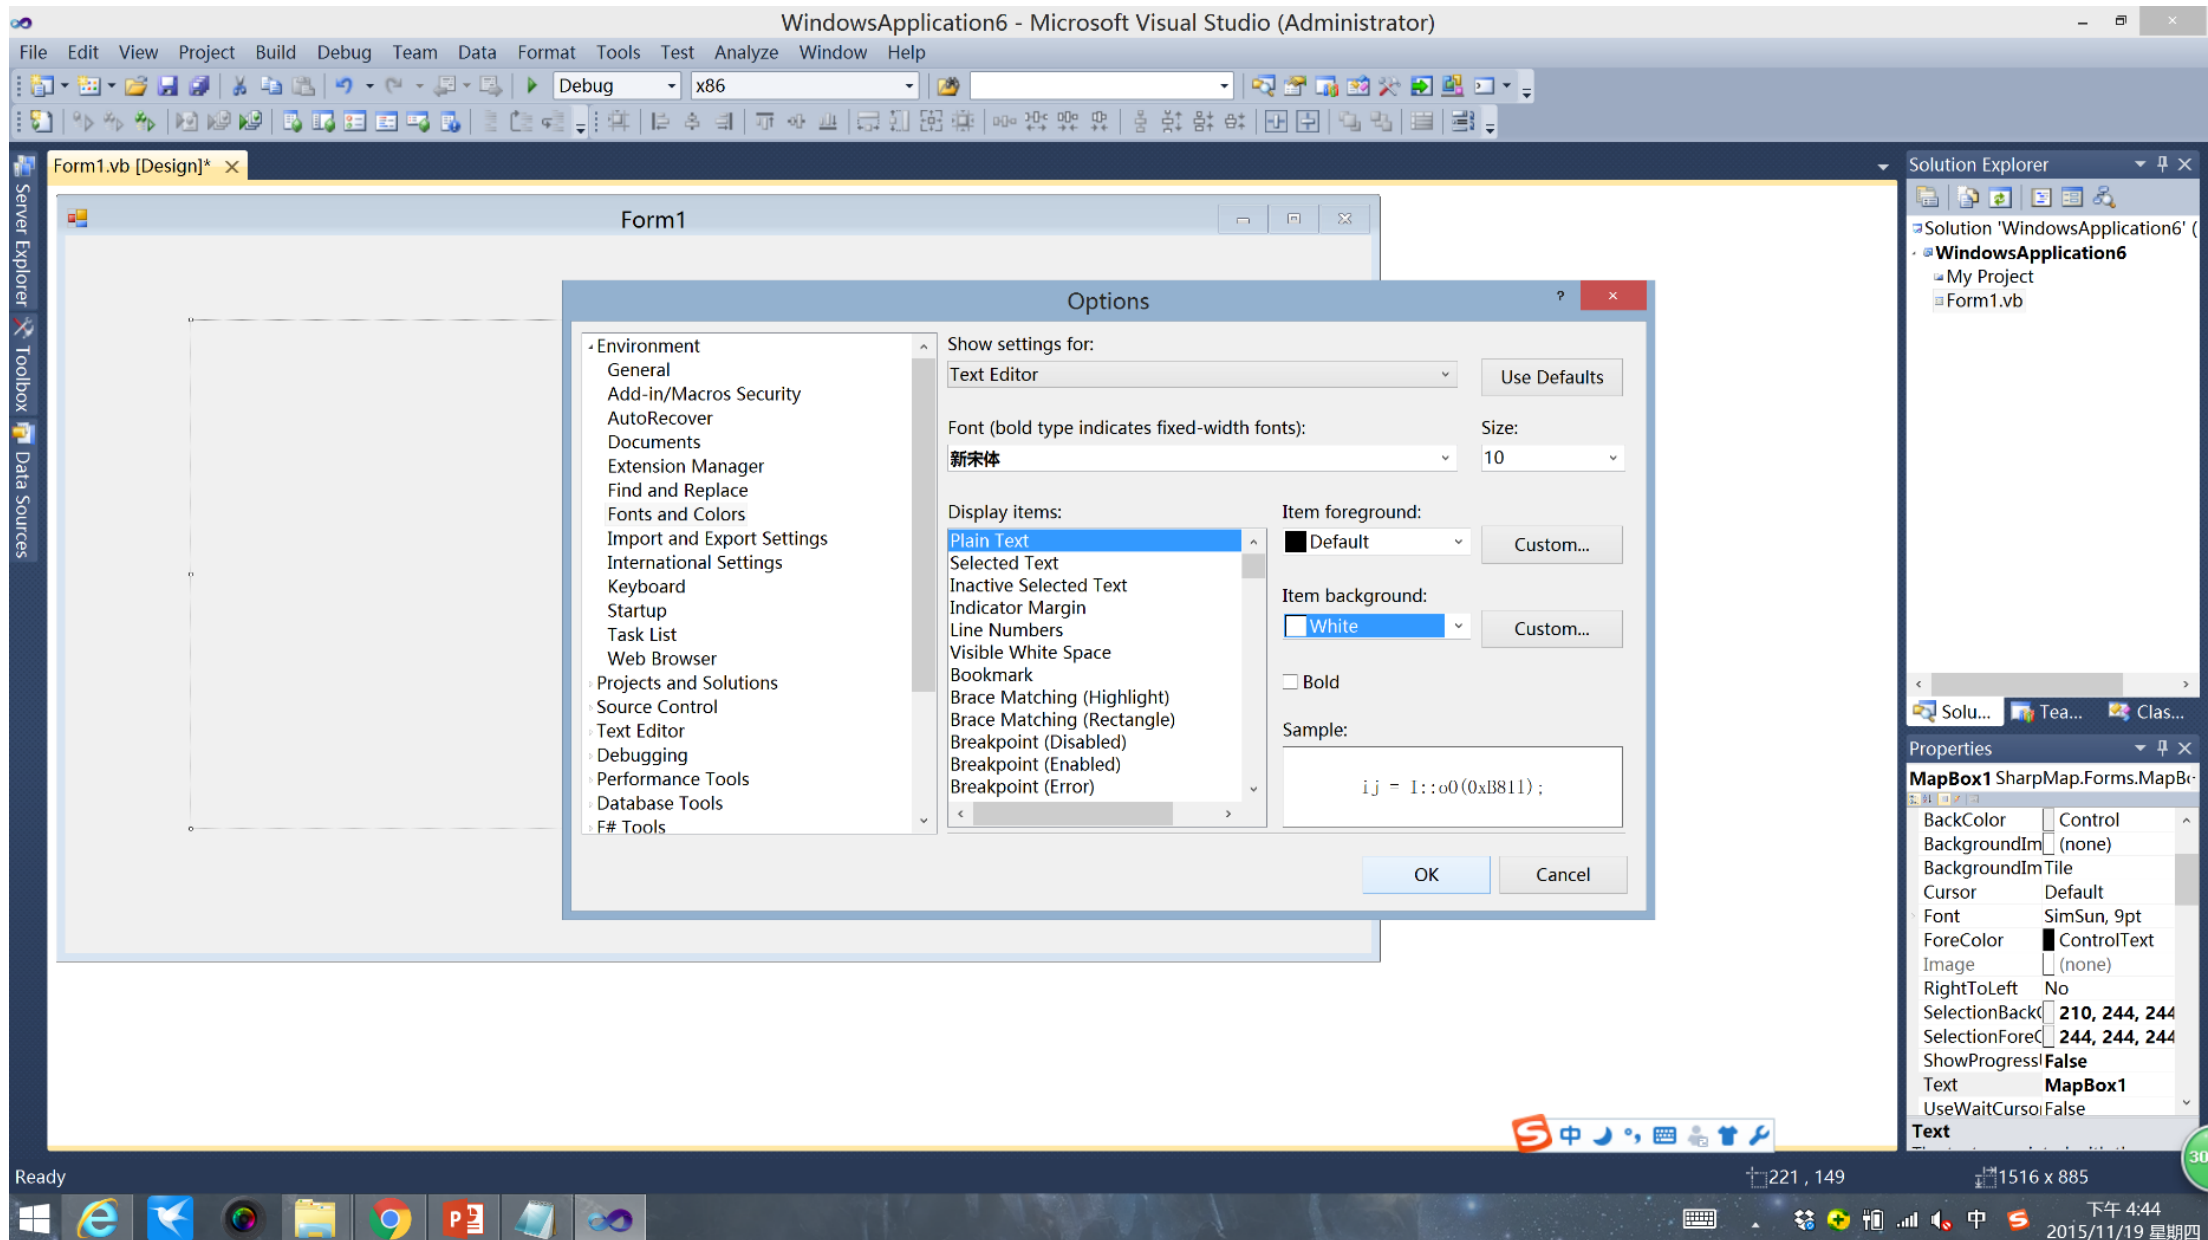 WindowsApplication6 - Microsoft Visual Studio (Administrator)
File Edit View Project Build Debug Team Data Format Tools Test Analyze Window Help
Debug x86
Server Explorer
Toolbox
Data Sources
Form1.vb [Design]*
Form1
Options
Environment
General
Add-in/Macros Security
AutoRecover
Documents
Extension Manager
Find and Replace
Fonts and Colors
Import and Export Settings
International Settings
Keyboard
Startup
Task List
Web Browser
Projects and Solutions
Source Control
Text Editor
Debugging
Performance Tools
Database Tools
F# Tools
Show settings for:
Text Editor
Use Defaults
Font (bold type indicates fixed-width fonts):
Size:
新宋体
10
Display items:
Plain Text
Selected Text
Inactive Selected Text
Indicator Margin
Line Numbers
Visible White Space
Bookmark
Brace Matching (Highlight)
Brace Matching (Rectangle)
Breakpoint (Disabled)
Breakpoint (Enabled)
Breakpoint (Error)
Item foreground:
Default
Custom...
Item background:
White
Custom...
Bold
Sample:
ij = I::oO(0xB811);
OK
Cancel
Solution Explorer
Solution 'WindowsApplication6' (
WindowsApplication6
My Project
Form1.vb
Solu... Tea... Clas...
Properties
MapBox1 SharpMap.Forms.MapBo
BackColor Control
BackgroundIm (none)
BackgroundIm Tile
Cursor Default
Font SimSun, 9pt
ForeColor ControlText
Image (none)
RightToLeft No
SelectionBackC 210, 244, 244
SelectionForeC 244, 244, 244
ShowProgress False
Text MapBox1
UseWaitCursor False
Text
中
30
Ready
221 , 149
1516 x 885
中
下午 4:44
2015/11/19 星期四